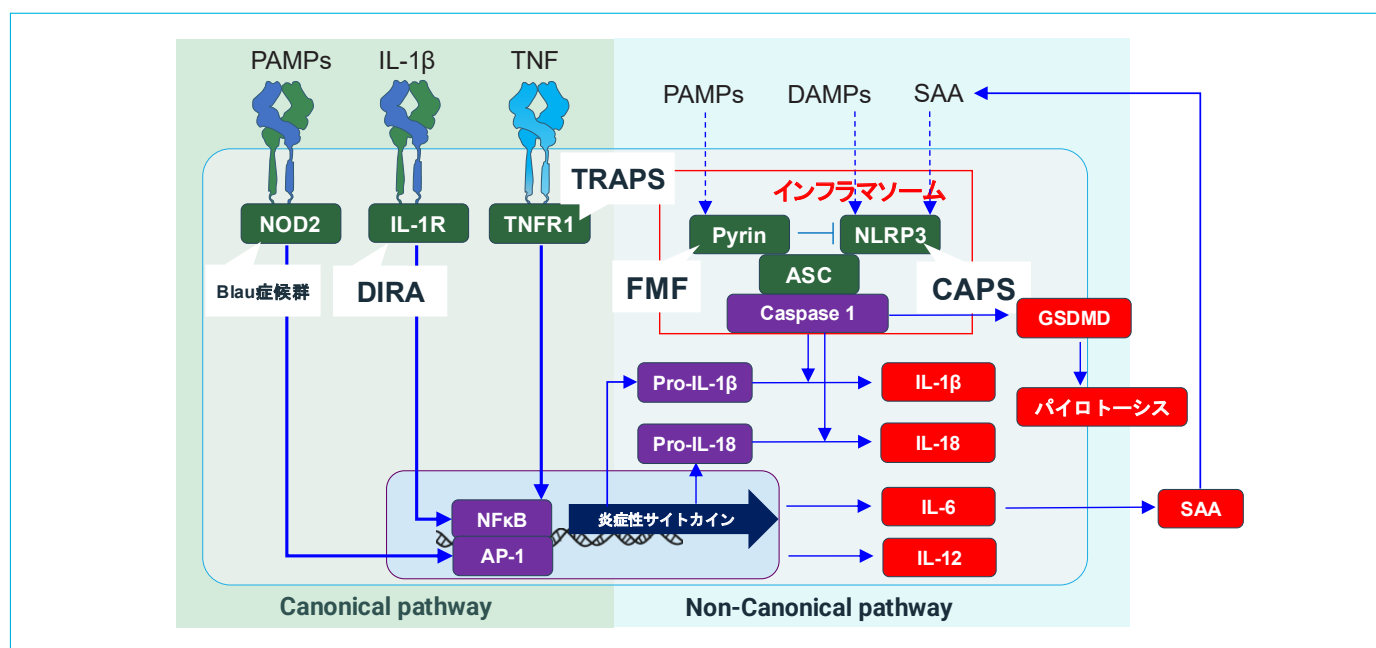 PAMPs
IL-1β
TNF
PAMPs
DAMPs
SAA
TRAPS
インフラマソーム
NOD2
IL-1R
TNFR1
Pyrin
NLRP3
Blau症候群
DIRA
FMF
ASC
CAPS
Caspase 1
GSDMD
Pro-IL-1β
IL-1β
パイロトーシス
Pro-IL-18
IL-18
NFκB
炎症性サイトカイン
IL-6
SAA
AP-1
IL-12
Canonical pathway
Non-Canonical pathway